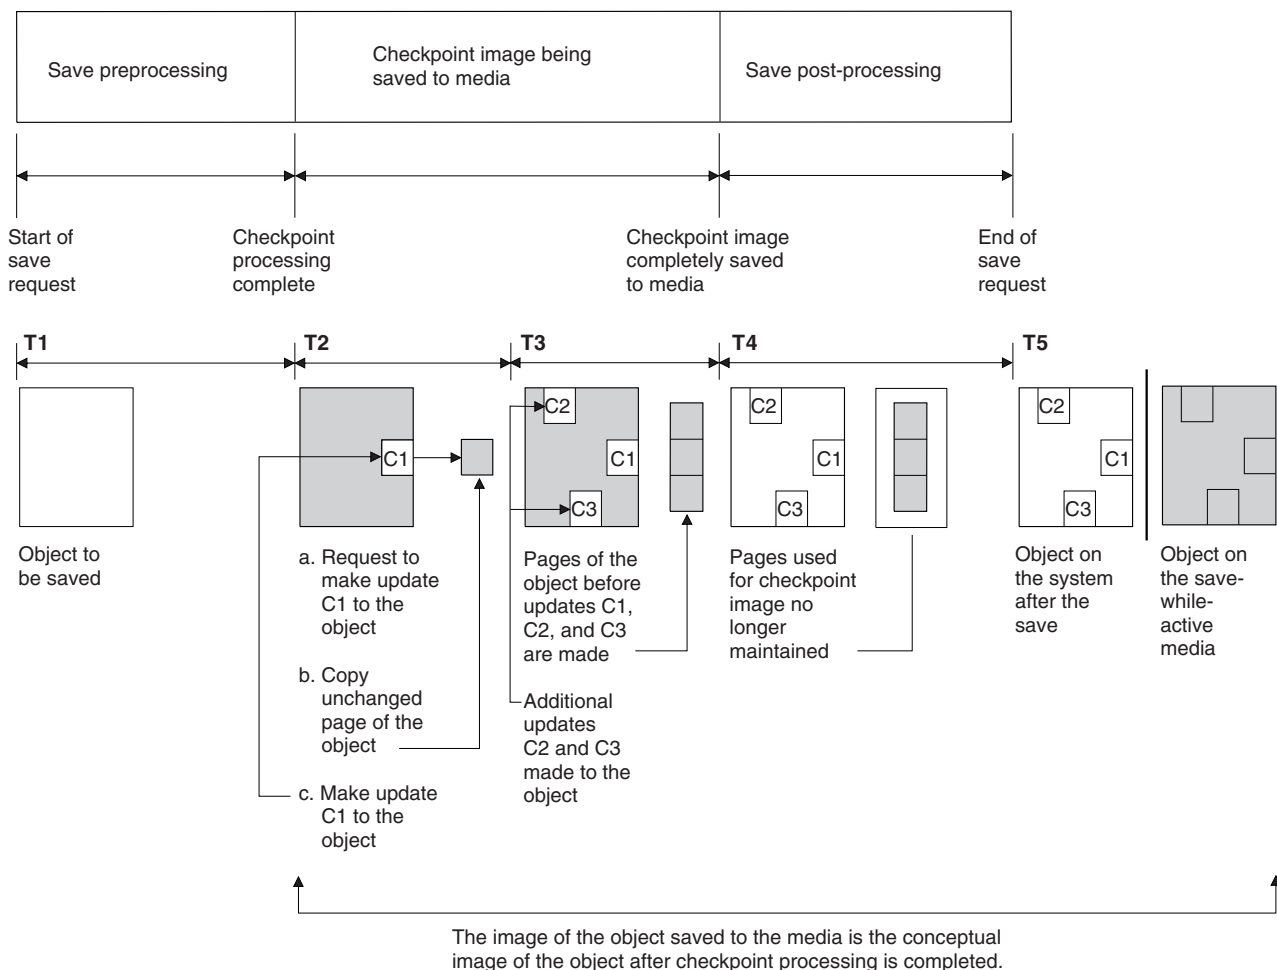 Save preprocessing
Checkpoint image being
saved to media
Save post-processing
Start of
save
request
Checkpoint
processing
complete
Checkpoint image
completely saved
to media
End of
save
request
T1
T2
T3
T4
T5
C1
C2
C1
C3
C2
C1
C3
C2
C1
C3
Object to
be saved
a. Request to
make update
C1 to the
object
b. Copy
unchanged
page of the
object
c. Make update
C1 to the
object
Pages of the
object before
updates C1,
C2, and C3
are made
Additional
updates
C2 and C3
made to the
object
Pages used
for checkpoint
image no
longer
maintained
Object on
the system
after the
save
Object on
the save-
while-
active
media
The image of the object saved to the media is the conceptual
image of the object after checkpoint processing is completed.